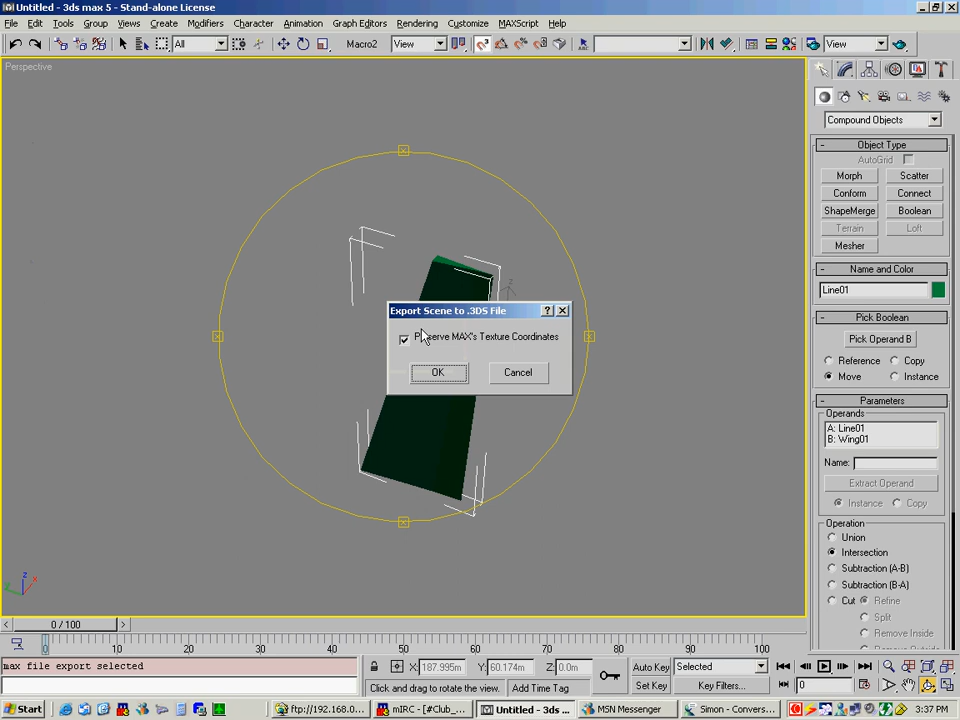 Untitled - 3ds max 5 - Stand-alone License
File Edit Tools Group Views Create Modifiers Character Animation Rendering Customize MAXScript Help
All Macro2 View View
Perspective
Compound Objects
Object Type
AutoGrid
Morph Scatter
Conform Connect
ShapeMerge Boolean
Terrain Loft
Mesher
Name and Color
Line01
Pick Boolean
Pick Operand B
Reference Copy
Move Instance
Parameters
Operands
A: Line01
B: Wing01
Name:
Extract Operand
Instance Copy
Operation
Union
Intersection
Subtraction (A-B)
Subtraction (B-A)
Cut Refine
Split
Remove Inside
z
Export Scene to .3DS File
Preserve MAX's Texture Coordinates
OK Cancel
z x
< 0 / 100 >
0 10 20 30 40 50 60 70 80 90 100
max file export selected
X: 187.995m Y: 60.174m Z: 0.0m
Auto Key Selected
Click and drag to rotate the view. Add Time Tag
Set Key Key Filters... 0
Start ftp://192.168.0... mIRC - [#Club_... Untitled - 3ds ... MSN Messenger Simon - Convers... 3:37 PM